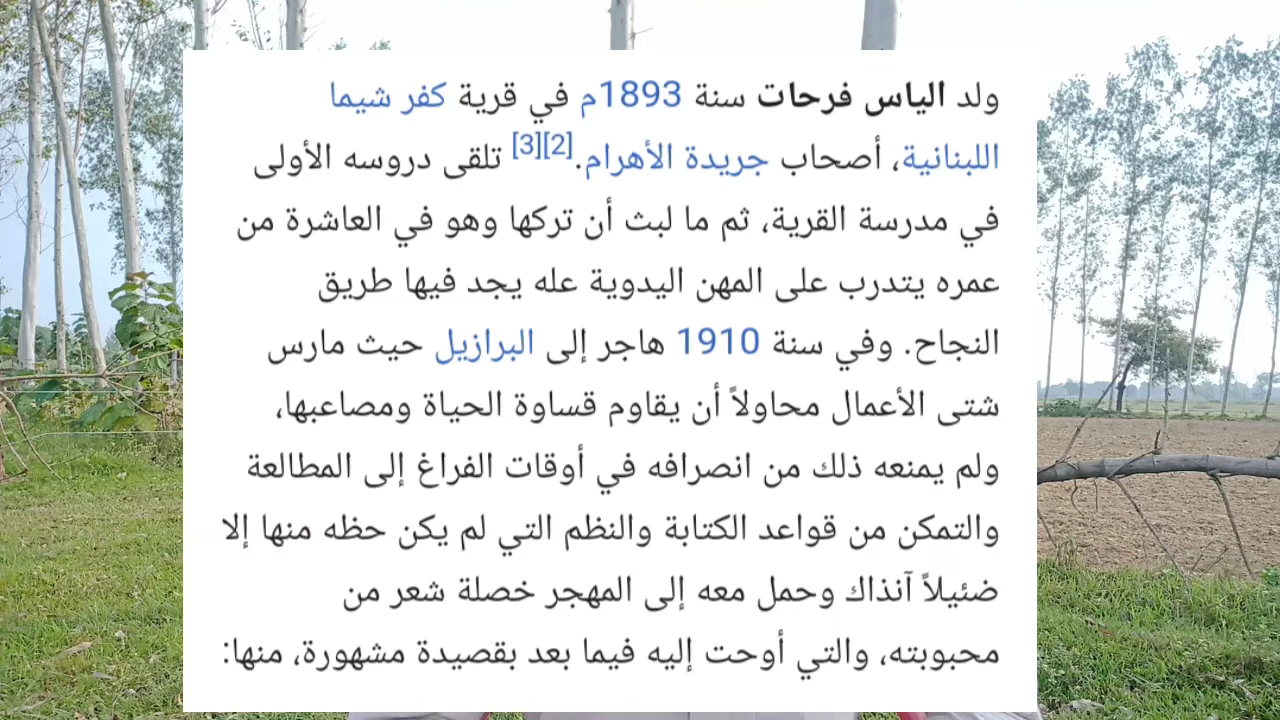 ولد الياس فرحات سنة 1893م في قرية كفر شيما
اللبنانية، أصحاب جريدة الأهرام.[2][3] تلقى دروسه الأولى
في مدرسة القرية، ثم ما لبث أن تركها وهو في العاشرة من
عمره يتدرب على المهن اليدوية عله يجد فيها طريق
النجاح. وفي سنة 1910 هاجر إلى البرازيل حيث مارس
شتى الأعمال محاولاً أن يقاوم قساوة الحياة ومصاعبها،
ولم يمنعه ذلك من انصرافه في أوقات الفراغ إلى المطالعة
والتمكن من قواعد الكتابة والنظم التي لم يكن حظه منها إلا
ضئيلاً آنذاك وحمل معه إلى المهجر خصلة شعر من
محبوبته، والتي أوحت إليه فيما بعد بقصيدة مشهورة، منها: